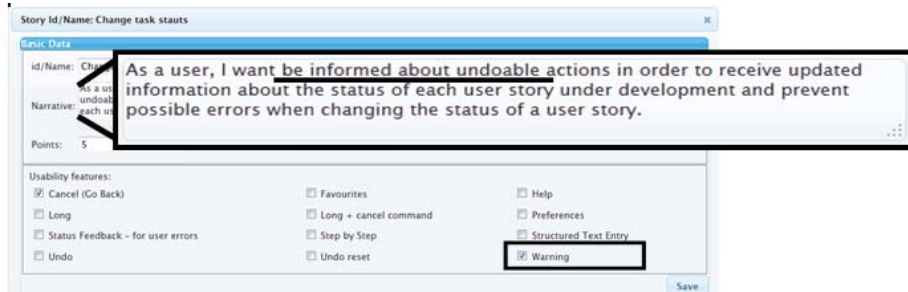 Story Id/Name: Change task stauts
Basic Data
id/Name:
As a user, I want be informed about undoable actions in order to receive updated
information about the status of each user story under development and prevent
possible errors when changing the status of a user story.
Narrative:
Points: 5
Usability features:
Cancel (Go Back) Favourites Help
Long Long + cancel command Preferences
Status Feedback - for user errors Step by Step Structured Text Entry
Undo Undo reset Warning
Save